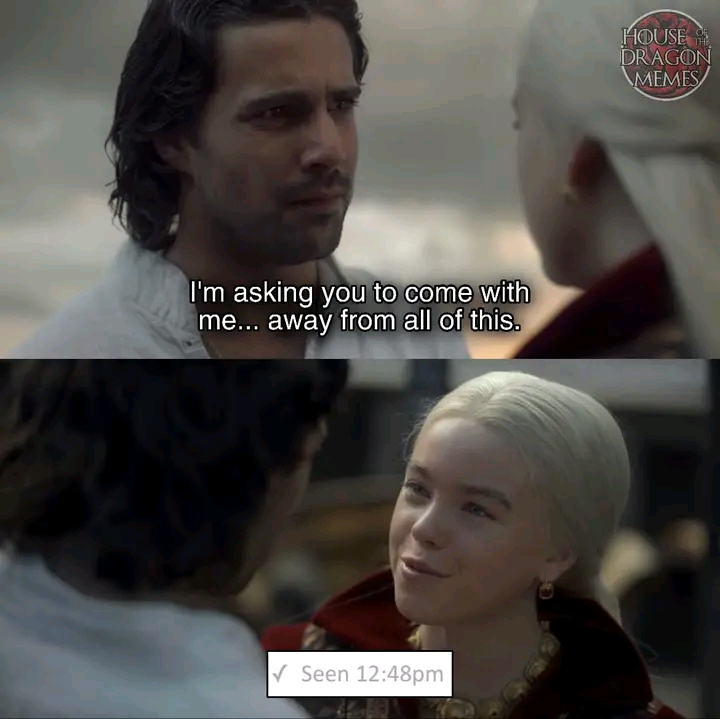 HOUSE OF
THE
DRAGON
MEMES
I'm asking you to come with
me... away from all of this.
✓ Seen 12:48pm